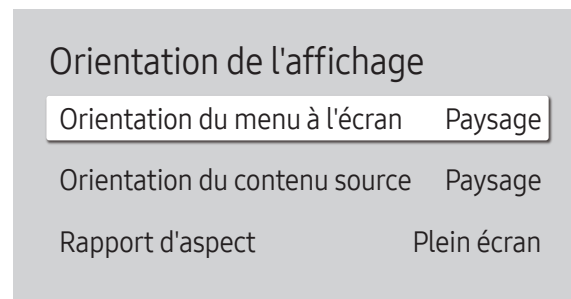 Orientation de l'affichage
Orientation du menu à l'écran Paysage
Orientation du contenu source Paysage
Rapport d'aspect Plein écran